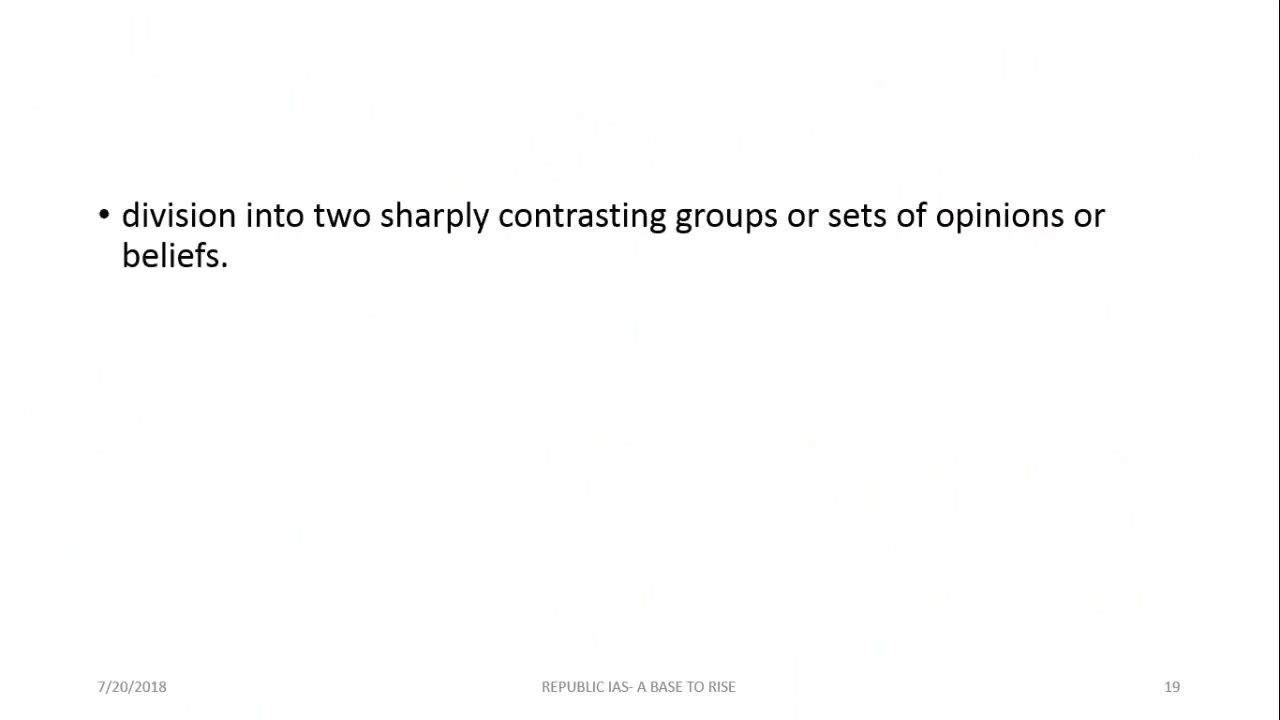 • division into two sharply contrasting groups or sets of opinions or
beliefs.
7/20/2018
REPUBLIC IAS- A BASE TO RISE
19